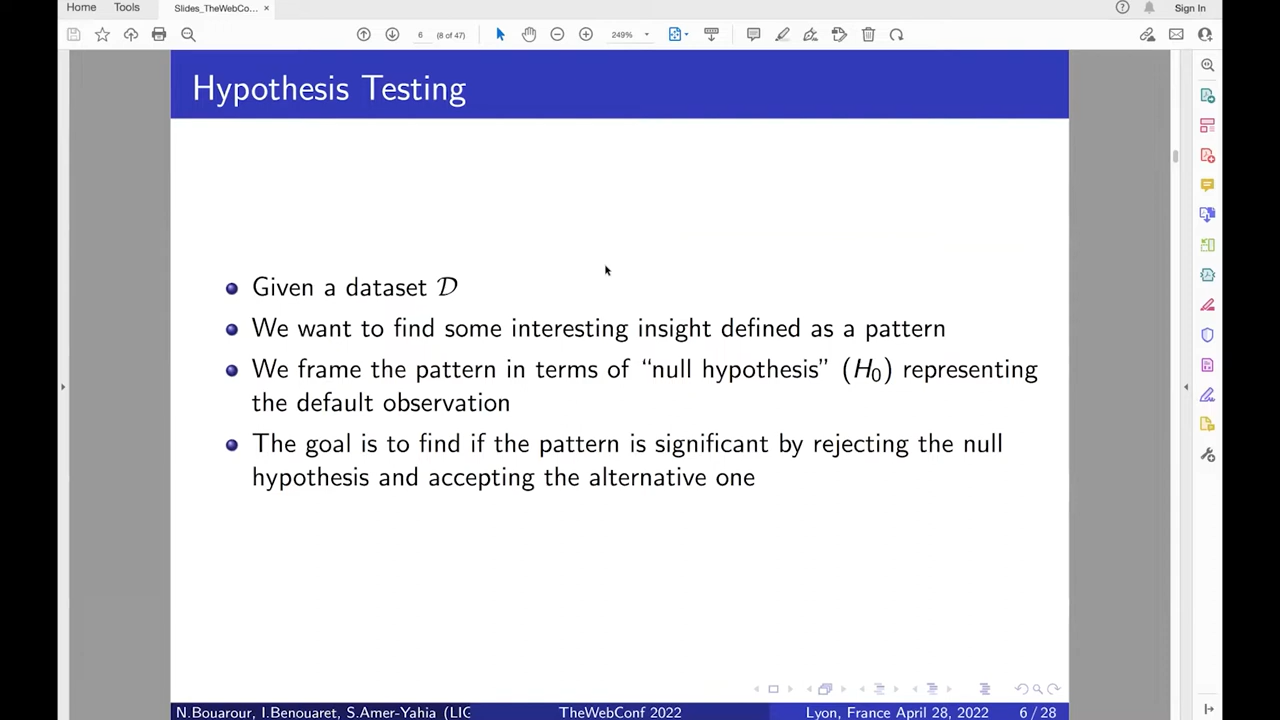 Home Tools Slides_TheWebCo... × Sign In
6 (8 of 47) 249%
Hypothesis Testing
Given a dataset 𝒟
We want to find some interesting insight defined as a pattern
We frame the pattern in terms of “null hypothesis” (H₀) representing
the default observation
The goal is to find if the pattern is significant by rejecting the null
hypothesis and accepting the alternative one
N.Bouarour, I.Benouaret, S.Amer-Yahia (LIG TheWebConf 2022 Lyon, France April 28, 2022 6 / 28